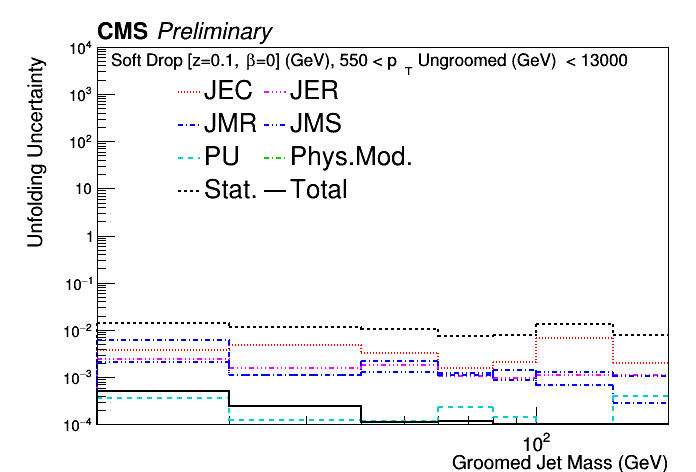 CMS Preliminary
Soft Drop [z=0.1, β=0] (GeV), 550 < p T Ungroomed (GeV) < 13000
JEC JER
JMR JMS
PU Phys.Mod.
Stat. Total
Unfolding Uncertainty
10^4
10^3
10^2
10
1
10^−1
10^−2
10^−3
10^−4
10^2
Groomed Jet Mass (GeV)